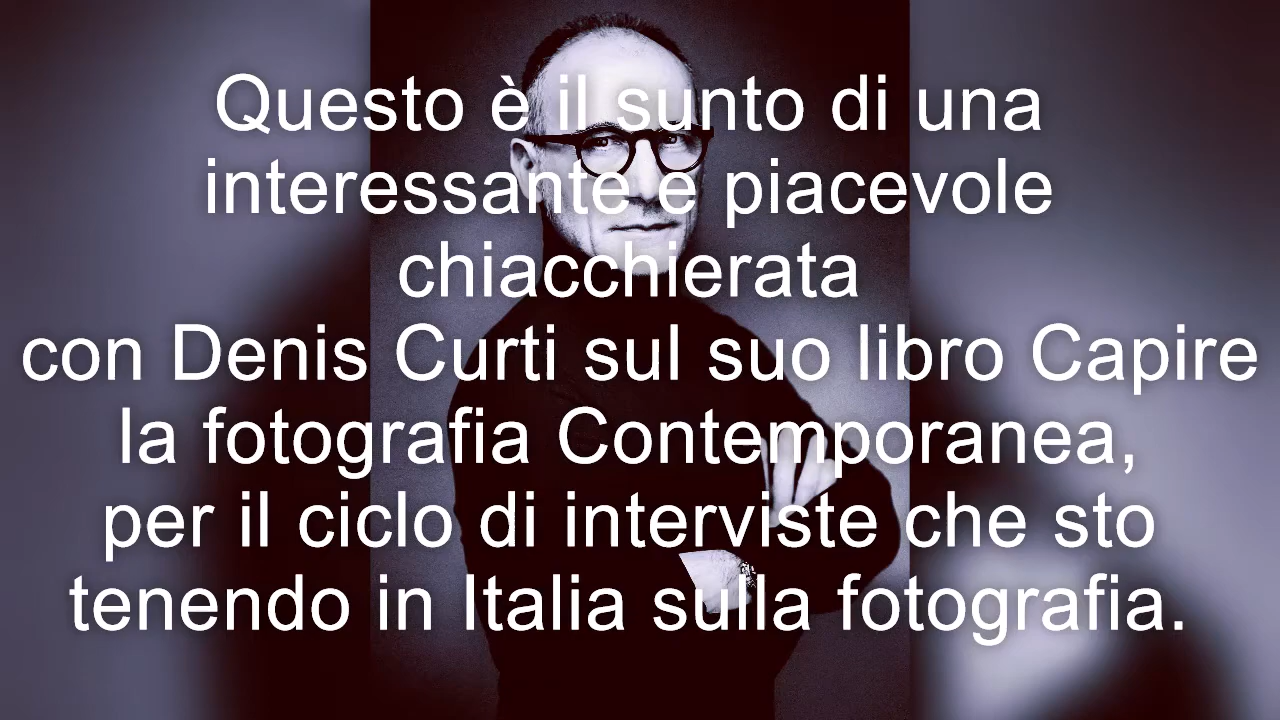 Questo è il sunto di una
interessante e piacevole
chiacchierata
con Denis Curti sul suo libro Capire
la fotografia Contemporanea,
per il ciclo di interviste che sto
tenendo in Italia sulla fotografia.